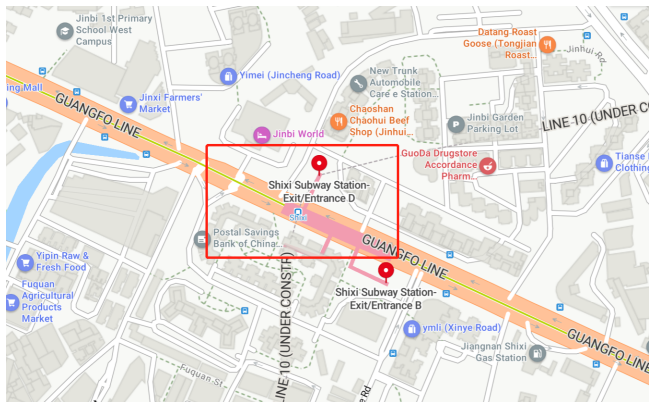 Jinbi 1st Primary
School West
Campus
Datang Roast
Goose (Tongjian
Roast...
Jinhui Rd.
ing Mall
Yimei (Jincheng Road)
New Trunk
Automobile
Care e Station...
Jinxi Farmers'
Market
GUANGFO LINE
Chaoshan
Chaohui Beef
Shop (Jinhui...
Jinbi Garden
Parking Lot
LINE 10 (UNDER CO
Jinbi World
GuoDa Drugstore
Accordance
Pharm...
Tianse
Clothing
Shixi Subway Station-
Exit/Entrance D
Shixi
Postal Savings
Bank of China...
GUANGFO LINE
Yipin Raw &
Fresh Food
Fuquan
Agricultural
Products
Market
Shixi Subway Station-
Exit/Entrance B
LINE 10 (UNDER CONSTR
ymli (Xinye Road)
Jiangnan Shixi
Gas Station
GUANGFO LINE
Fuquan St.
e Rd